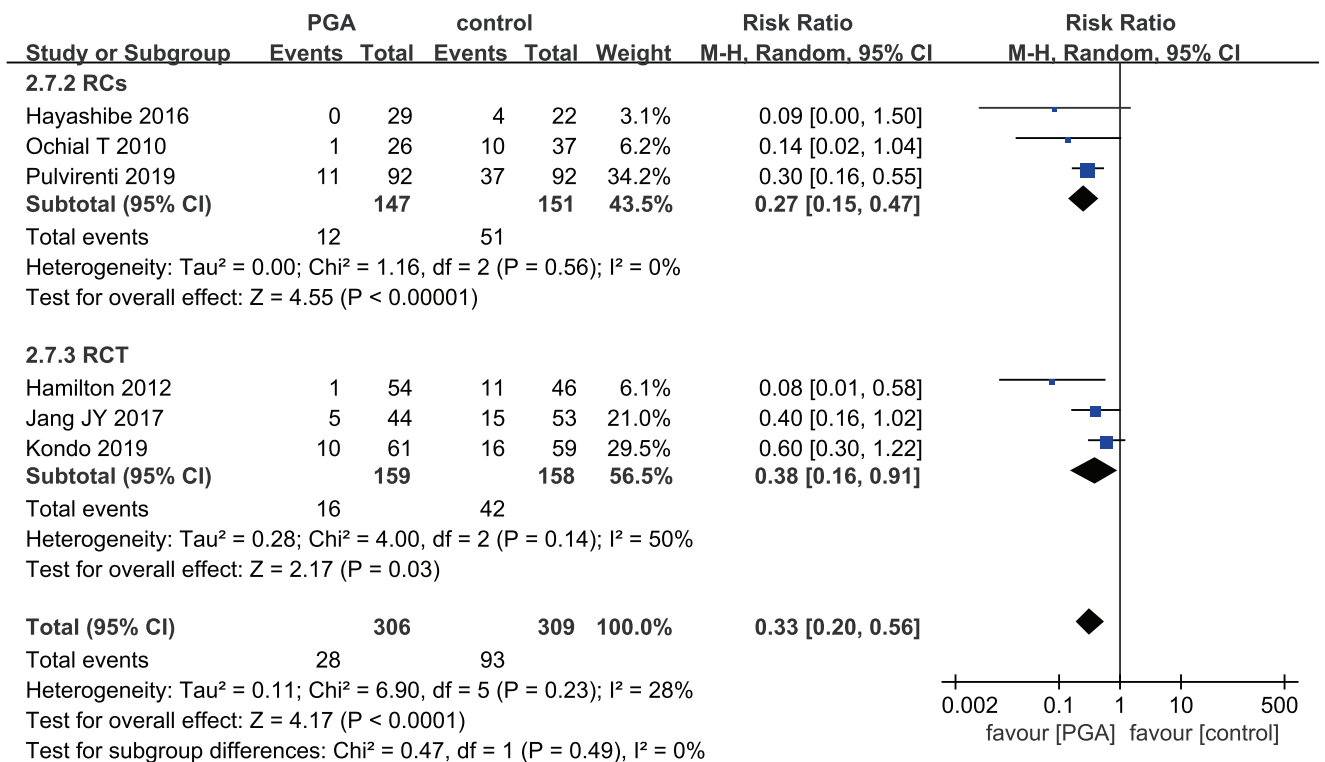 PGA control Risk Ratio Risk Ratio
Study or Subgroup Events Total Events Total Weight M-H, Random, 95% CI M-H, Random, 95% CI
2.7.2 RCs
Hayashibe 2016 0 29 4 22 3.1% 0.09 [0.00, 1.50]
Ochial T 2010 1 26 10 37 6.2% 0.14 [0.02, 1.04]
Pulvirenti 2019 11 92 37 92 34.2% 0.30 [0.16, 0.55]
Subtotal (95% CI) 147 151 43.5% 0.27 [0.15, 0.47]
Total events 12 51
Heterogeneity: Tau² = 0.00; Chi² = 1.16, df = 2 (P = 0.56); I² = 0%
Test for overall effect: Z = 4.55 (P < 0.00001)
2.7.3 RCT
Hamilton 2012 1 54 11 46 6.1% 0.08 [0.01, 0.58]
Jang JY 2017 5 44 15 53 21.0% 0.40 [0.16, 1.02]
Kondo 2019 10 61 16 59 29.5% 0.60 [0.30, 1.22]
Subtotal (95% CI) 159 158 56.5% 0.38 [0.16, 0.91]
Total events 16 42
Heterogeneity: Tau² = 0.28; Chi² = 4.00, df = 2 (P = 0.14); I² = 50%
Test for overall effect: Z = 2.17 (P = 0.03)
Total (95% CI) 306 309 100.0% 0.33 [0.20, 0.56]
Total events 28 93
Heterogeneity: Tau² = 0.11; Chi² = 6.90, df = 5 (P = 0.23); I² = 28%
Test for overall effect: Z = 4.17 (P < 0.0001)
Test for subgroup differences: Chi² = 0.47, df = 1 (P = 0.49), I² = 0%
0.002 0.1 1 10 500
favour [PGA] favour [control]